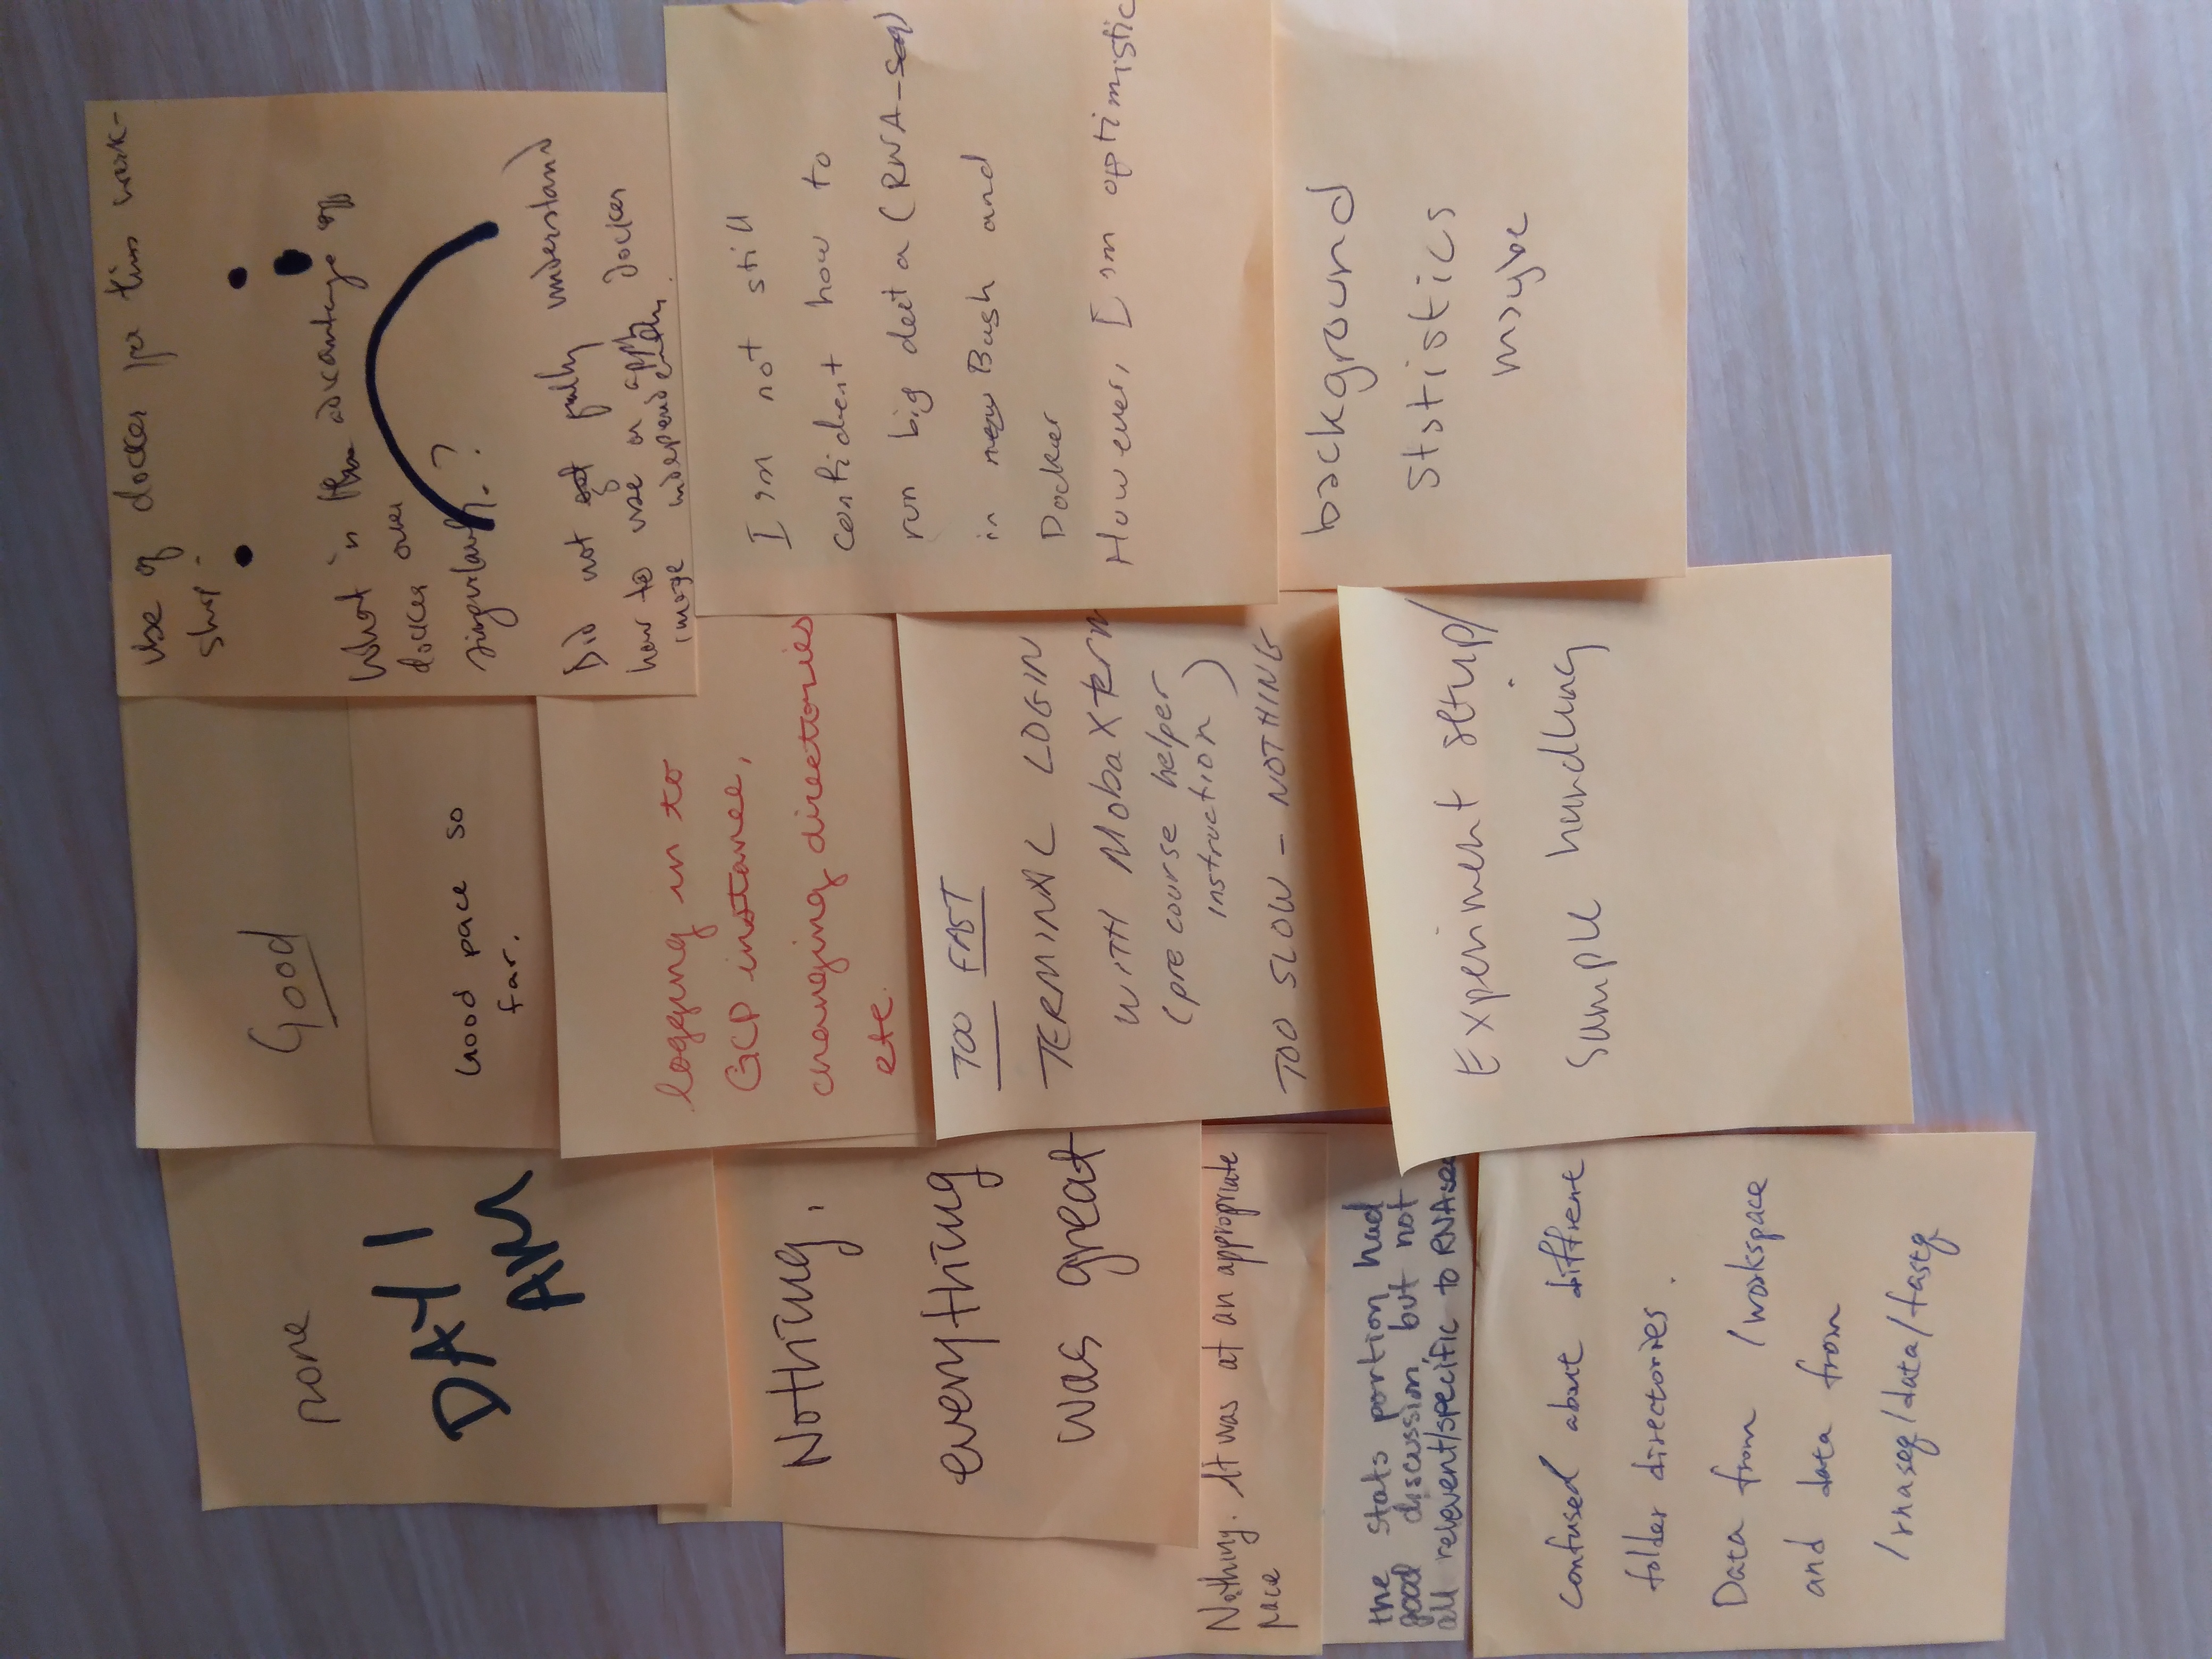 none
DAY 1
AM
Nothing,
everything
was great
Nothing. It was at an appropriate
pace
the stats portion had
good discussion but not
all relevent/specific to RNAseq
confused about different
folder directories.
Data from /workspace
and data from
/rnaseq/data/fastq
Good
Good pace so
far.
logging in to
GCP instance,
changing directories
etc.
TOO FAST
TERMINAL LOGIN
WITH MobaXterm
(pre course helper
instruction)
TOO SLOW - NOTHING
Experiment setup/
sample handling
Use of docker for this work-
shop.
What is the advantage of
docker over
singularity?
Did not fully understand
how to use a docker
image independently.
I am not still
confident how to
run big data (RNA-seq)
in Bash and
Docker
However, I am optimistic
background
statistics
maybe